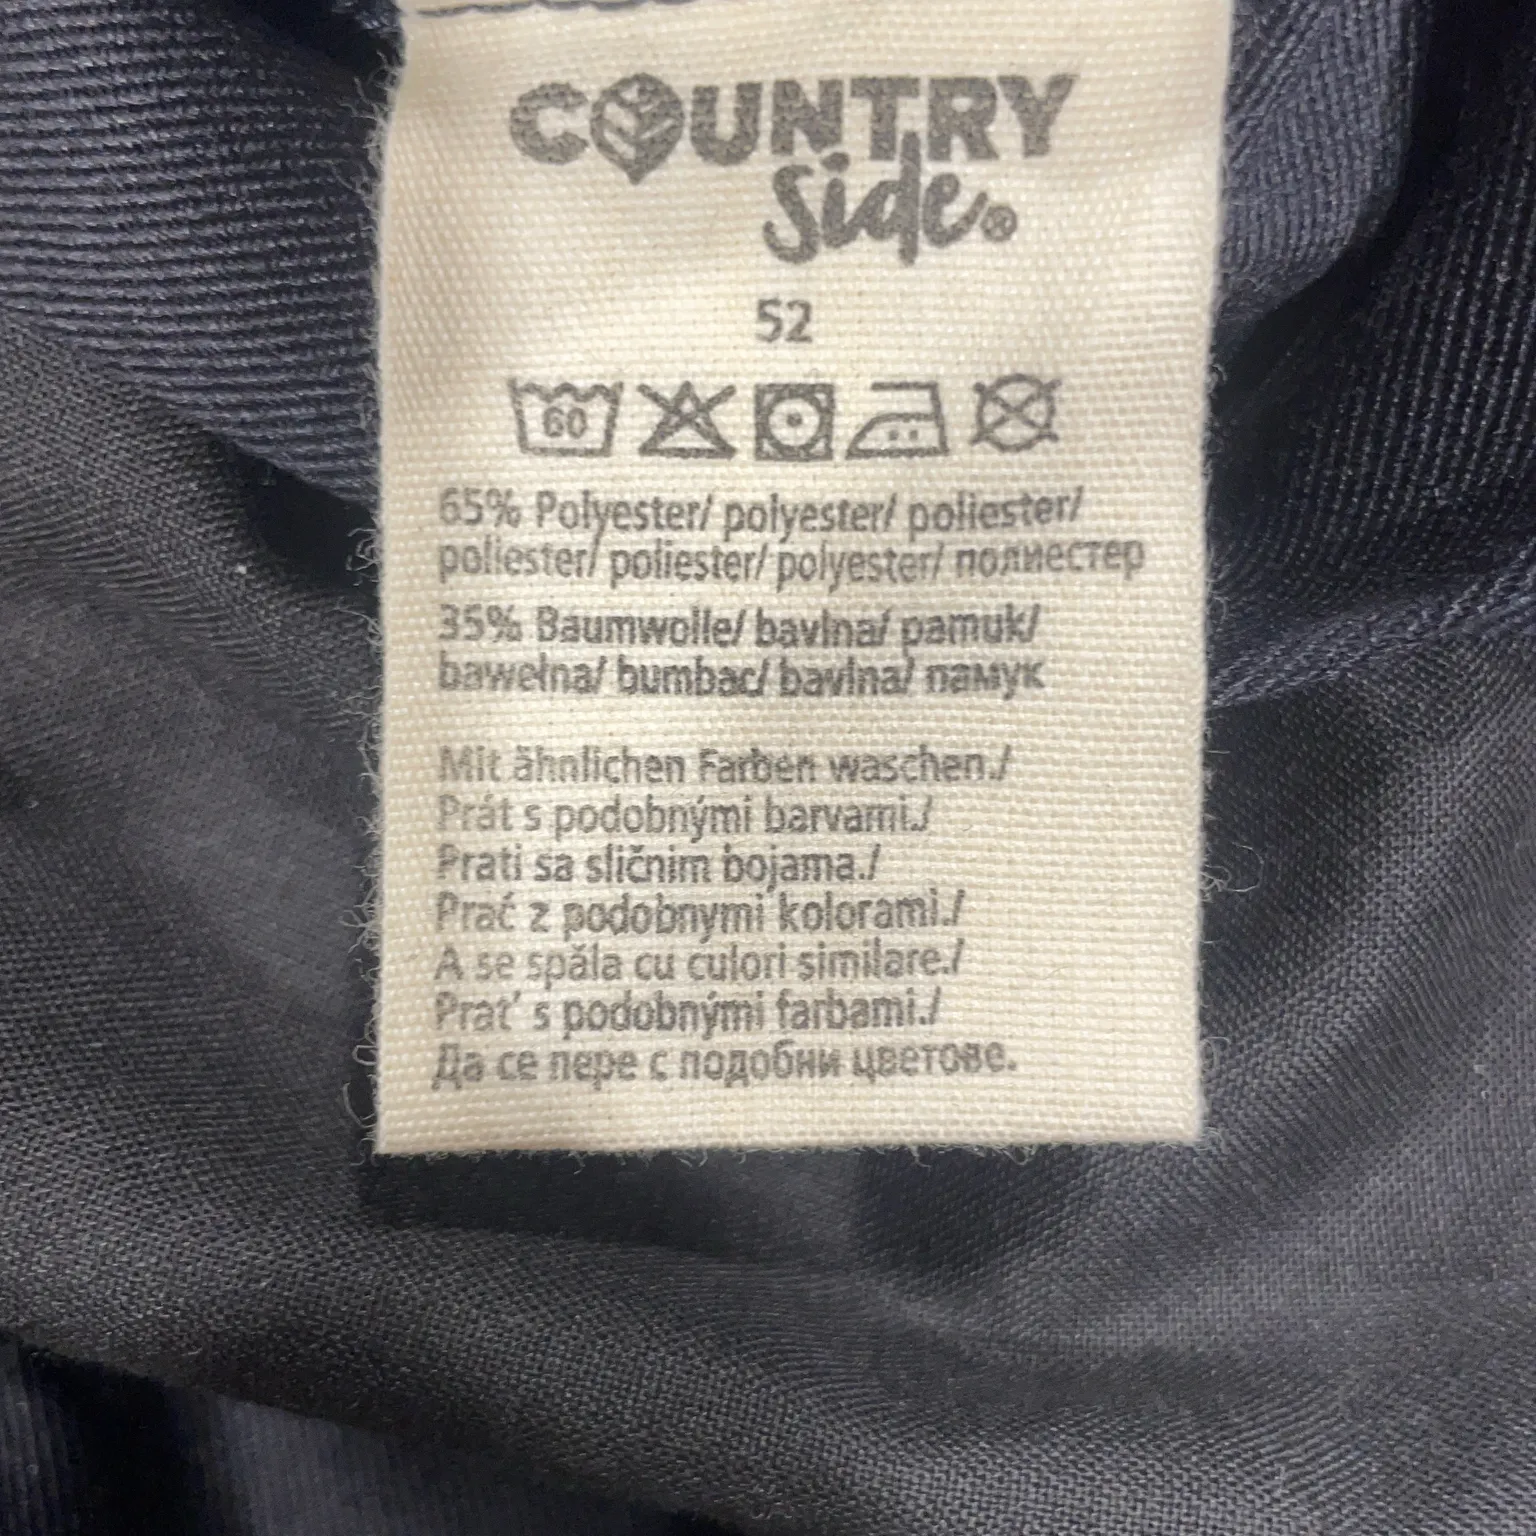 COUNTRY
Side®
52
60
65% Polyester/ polyester/ poliester/
poliester/ poliester/ polyester/ полиестер
35% Baumwolle/ bavlna/ pamuk/
bawełna/ bumbac/ bavlna/ памук
Mit ähnlichen Farben waschen./
Prát s podobnými barvami./
Prati sa sličnim bojama./
Prać z podobnymi kolorami./
A se spăla cu culori similare./
Prat' s podobnými farbami./
Да се пере с подобни цветове.